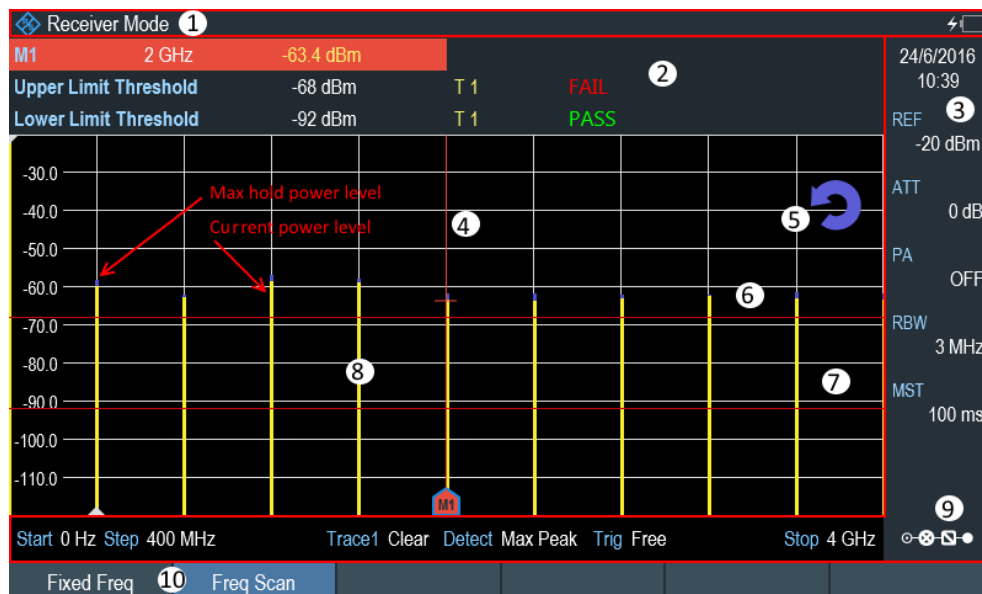 Receiver Mode 1
M1 2 GHz -63.4 dBm
Upper Limit Threshold -68 dBm T 1 FAIL
Lower Limit Threshold -92 dBm T 1 PASS
2
24/6/2016
10:39
3
REF
-20 dBm
ATT
0 dB
PA
OFF
RBW
3 MHz
MST
100 ms
-30.0
-40.0
-50.0
-60.0
-70.0
-80.0
-90.0
-100.0
-110.0
Max hold power level
Current power level
4
5
6
7
8
M1
9
Start 0 Hz Step 400 MHz Trace1 Clear Detect Max Peak Trig Free Stop 4 GHz
Fixed Freq 10 Freq Scan